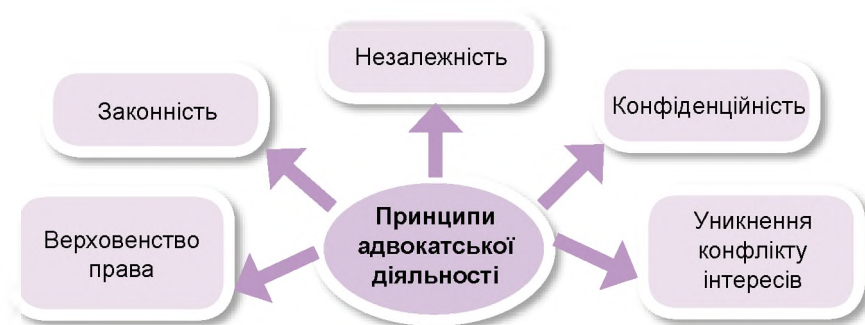 Незалежність
Законність
Конфіденційність
Принципи
адвокатської
діяльності
Верховенство
права
Уникнення
конфлікту
інтересів